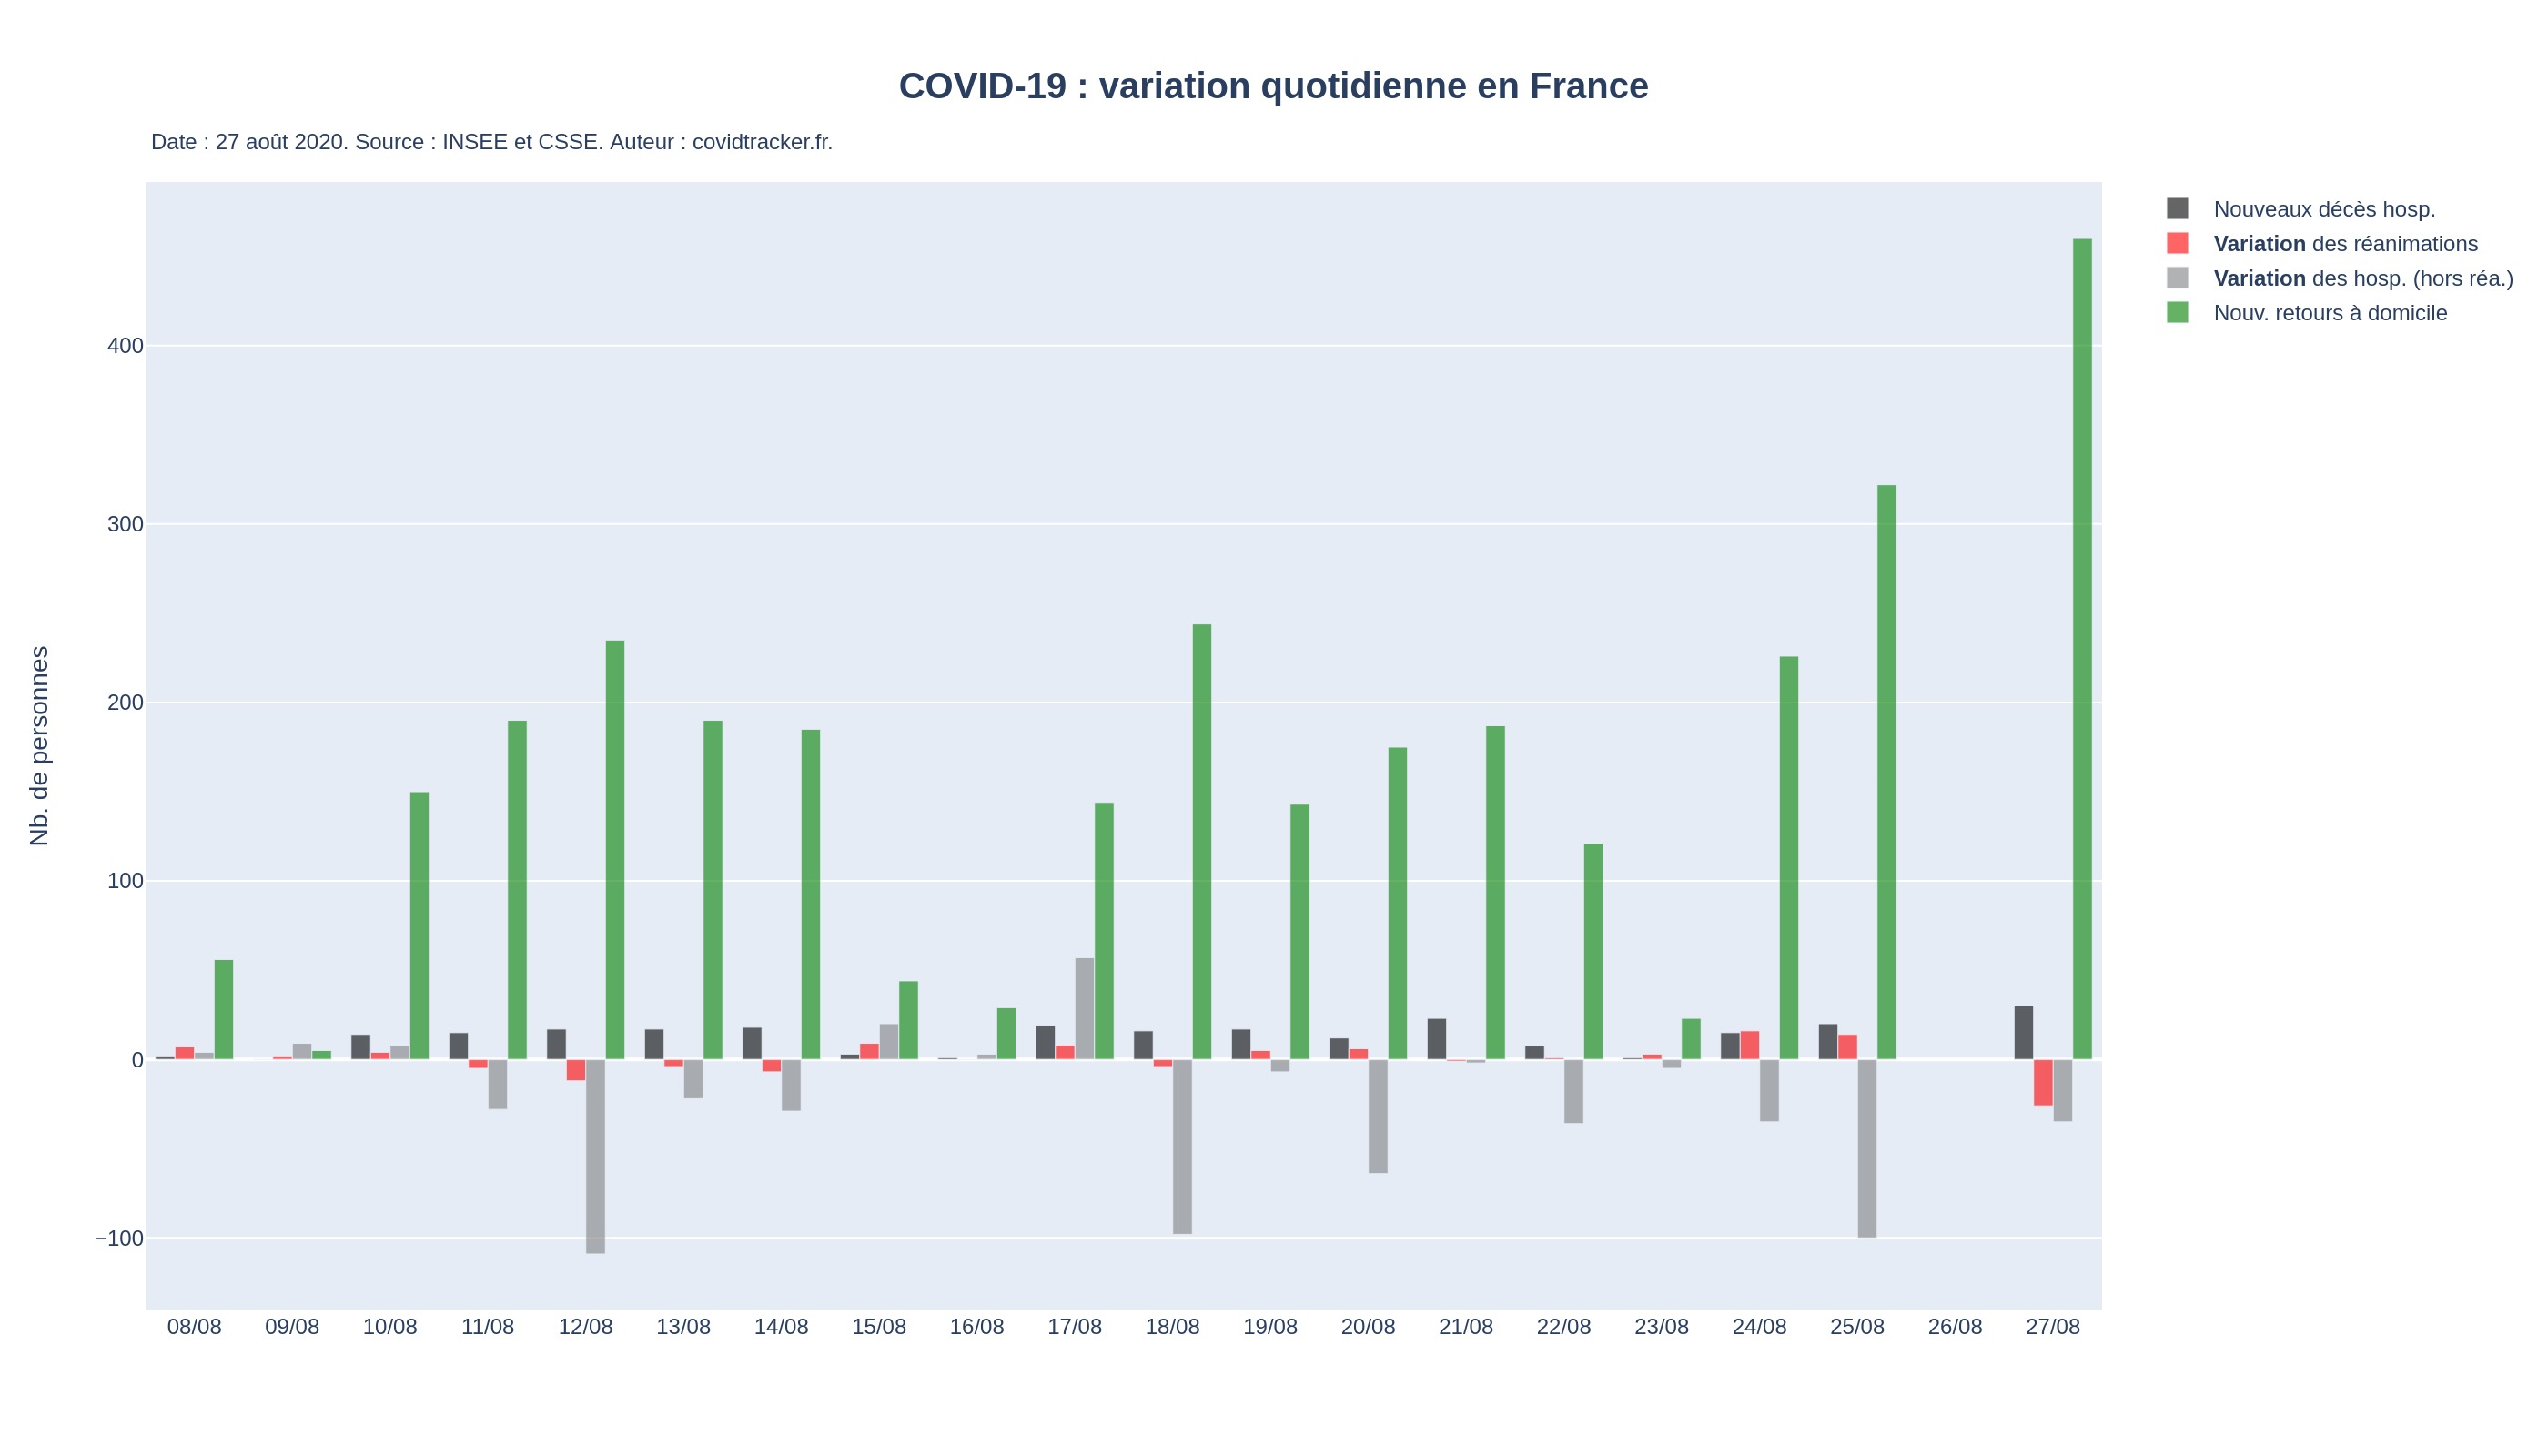 COVID-19 : variation quotidienne en France
Date : 27 août 2020. Source : INSEE et CSSE. Auteur : covidtracker.fr.
Nouveaux décès hosp.
Variation des réanimations
Variation des hosp. (hors réa.)
Nouv. retours à domicile
Nb. de personnes
400
300
200
100
0
−100
08/08 09/08 10/08 11/08 12/08 13/08 14/08 15/08 16/08 17/08 18/08 19/08 20/08 21/08 22/08 23/08 24/08 25/08 26/08 27/08